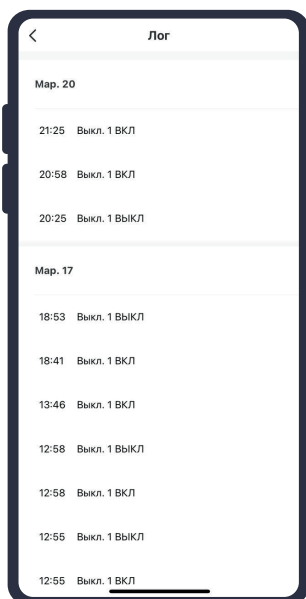 Лог
Мар. 20
21:25 Выкл. 1 ВКЛ
20:58 Выкл. 1 ВКЛ
20:25 Выкл. 1 ВЫКЛ
Мар. 17
18:53 Выкл. 1 ВЫКЛ
18:41 Выкл. 1 ВКЛ
13:46 Выкл. 1 ВКЛ
12:58 Выкл. 1 ВЫКЛ
12:58 Выкл. 1 ВКЛ
12:55 Выкл. 1 ВЫКЛ
12:55 Выкл. 1 ВКЛ